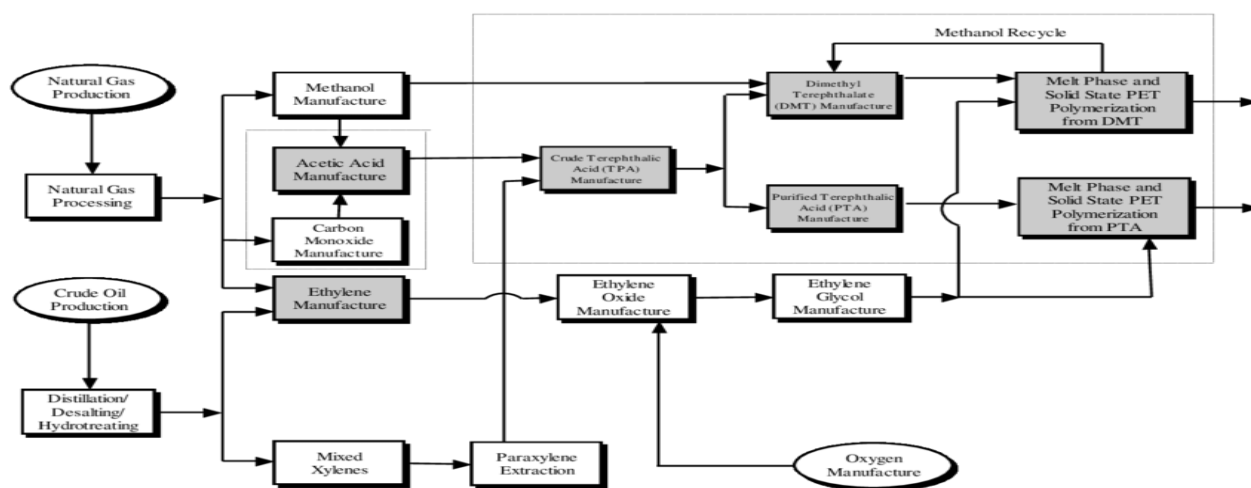 Methanol Recycle
Natural Gas
Production
Methanol
Manufacture
Dimethyl
Terephthalate
(DMT) Manufacture
Melt Phase and
Solid State PET
Polymerization
from DMT
Natural Gas
Processing
Acetic Acid
Manufacture
Crude Terephthalic
Acid (TPA)
Manufacture
Carbon
Monoxide
Manufacture
Purified Terephthalic
Acid (PTA)
Manufacture
Melt Phase and
Solid State PET
Polymerization
from PTA
Crude Oil
Production
Ethylene
Manufacture
Ethylene
Oxide
Manufacture
Ethylene
Glycol
Manufacture
Distillation/
Desalting/
Hydrotreating
Mixed
Xylenes
Paraxylene
Extraction
Oxygen
Manufacture